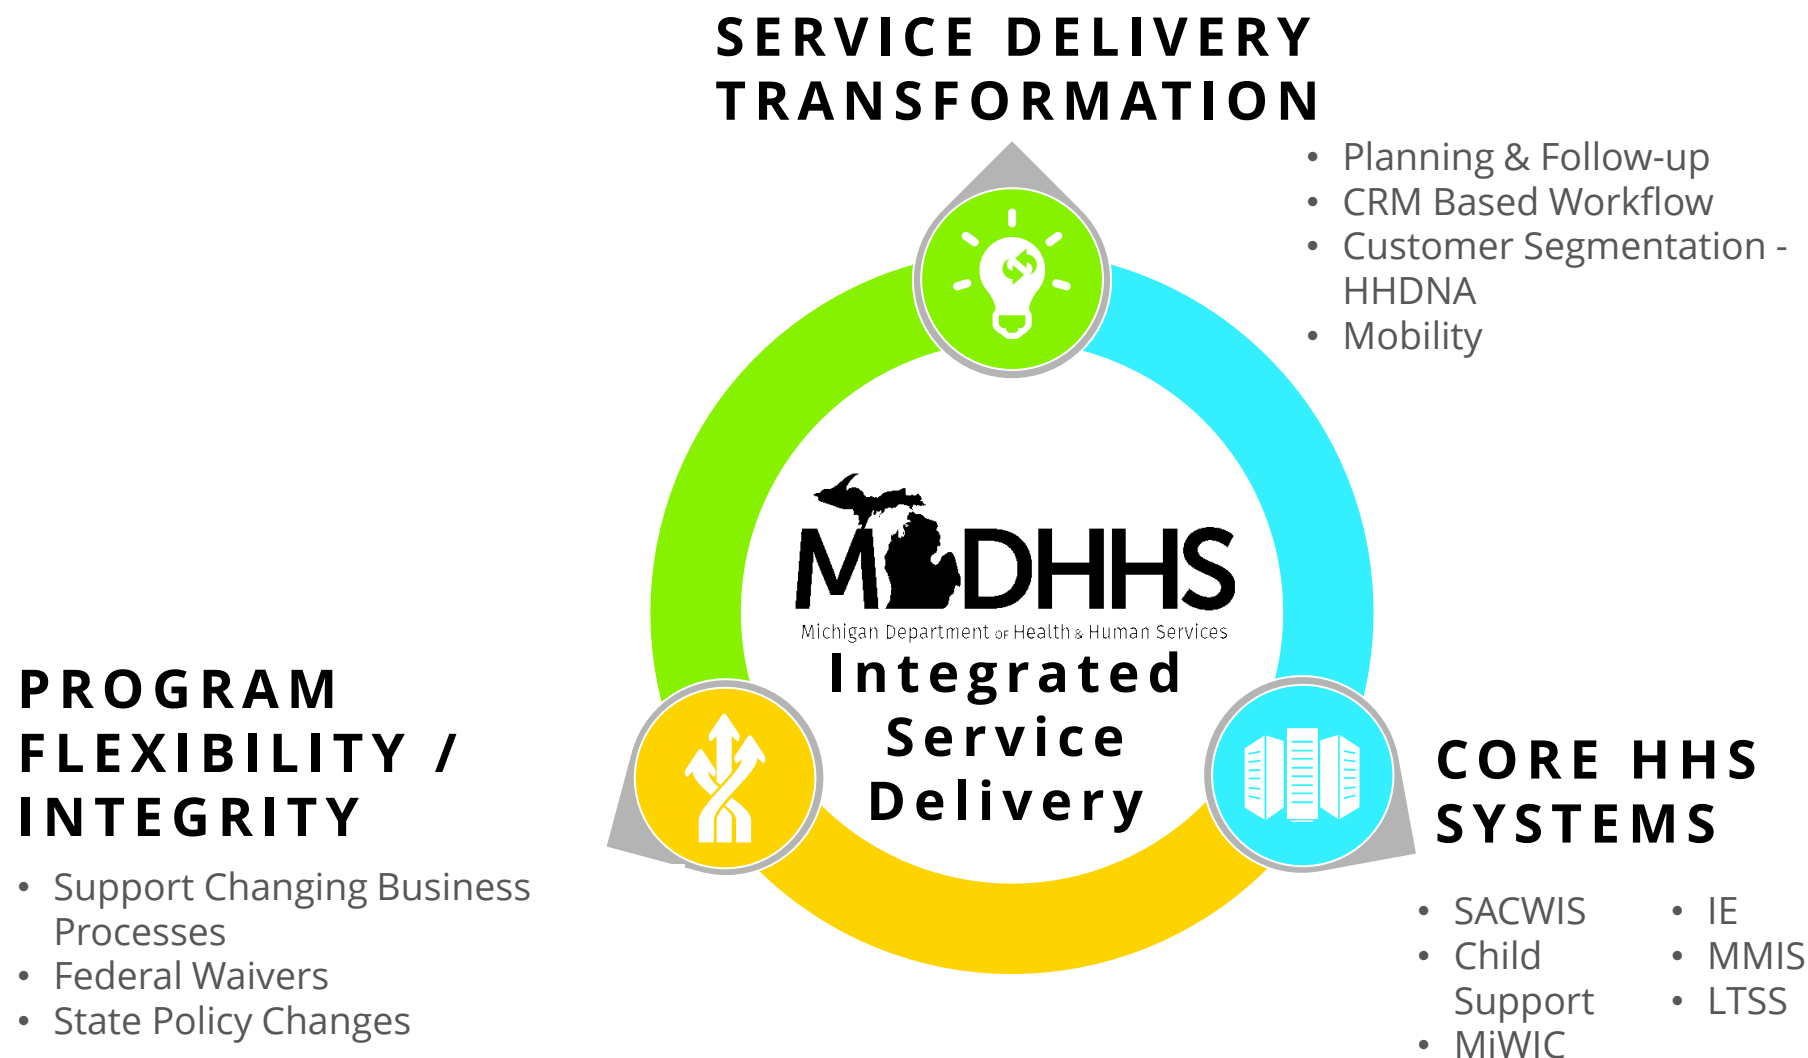 SERVICE DELIVERY
TRANSFORMATION
• Planning & Follow-up
• CRM Based Workflow
• Customer Segmentation -
HHDNA
• Mobility
MDHHS
Michigan Department OF Health & Human Services
Integrated
Service
Delivery
PROGRAM
FLEXIBILITY /
INTEGRITY
• Support Changing Business
Processes
• Federal Waivers
• State Policy Changes
CORE HHS
SYSTEMS
• SACWIS
• Child
Support
• MiWIC
• IE
• MMIS
• LTSS